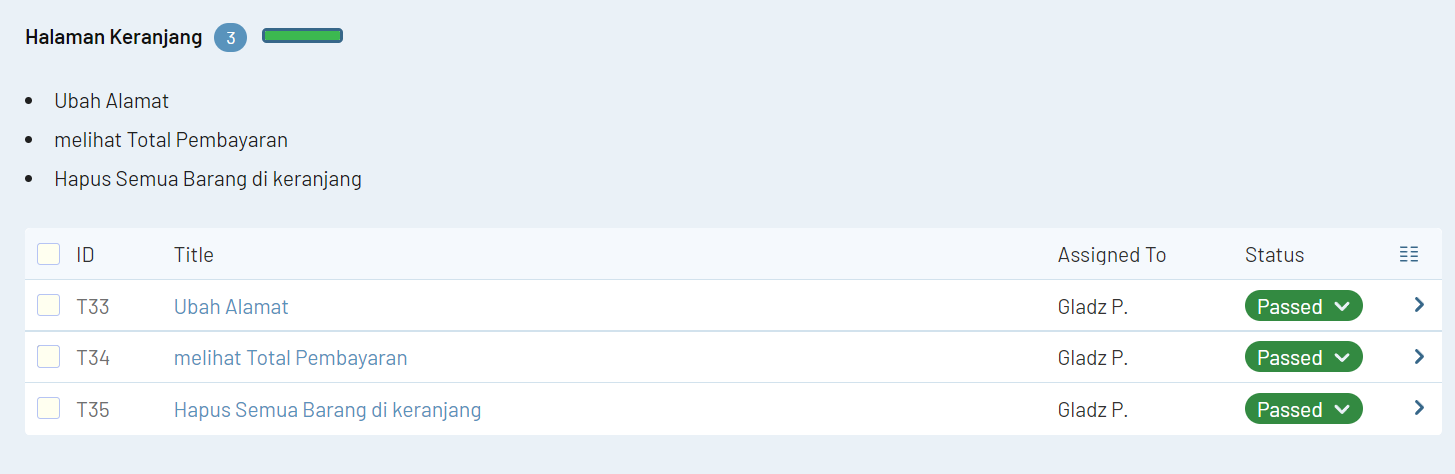 Halaman Keranjang 3
• Ubah Alamat
• melihat Total Pembayaran
• Hapus Semua Barang di keranjang
ID Title Assigned To Status
T33 Ubah Alamat Gladz P. Passed
T34 melihat Total Pembayaran Gladz P. Passed
T35 Hapus Semua Barang di keranjang Gladz P. Passed